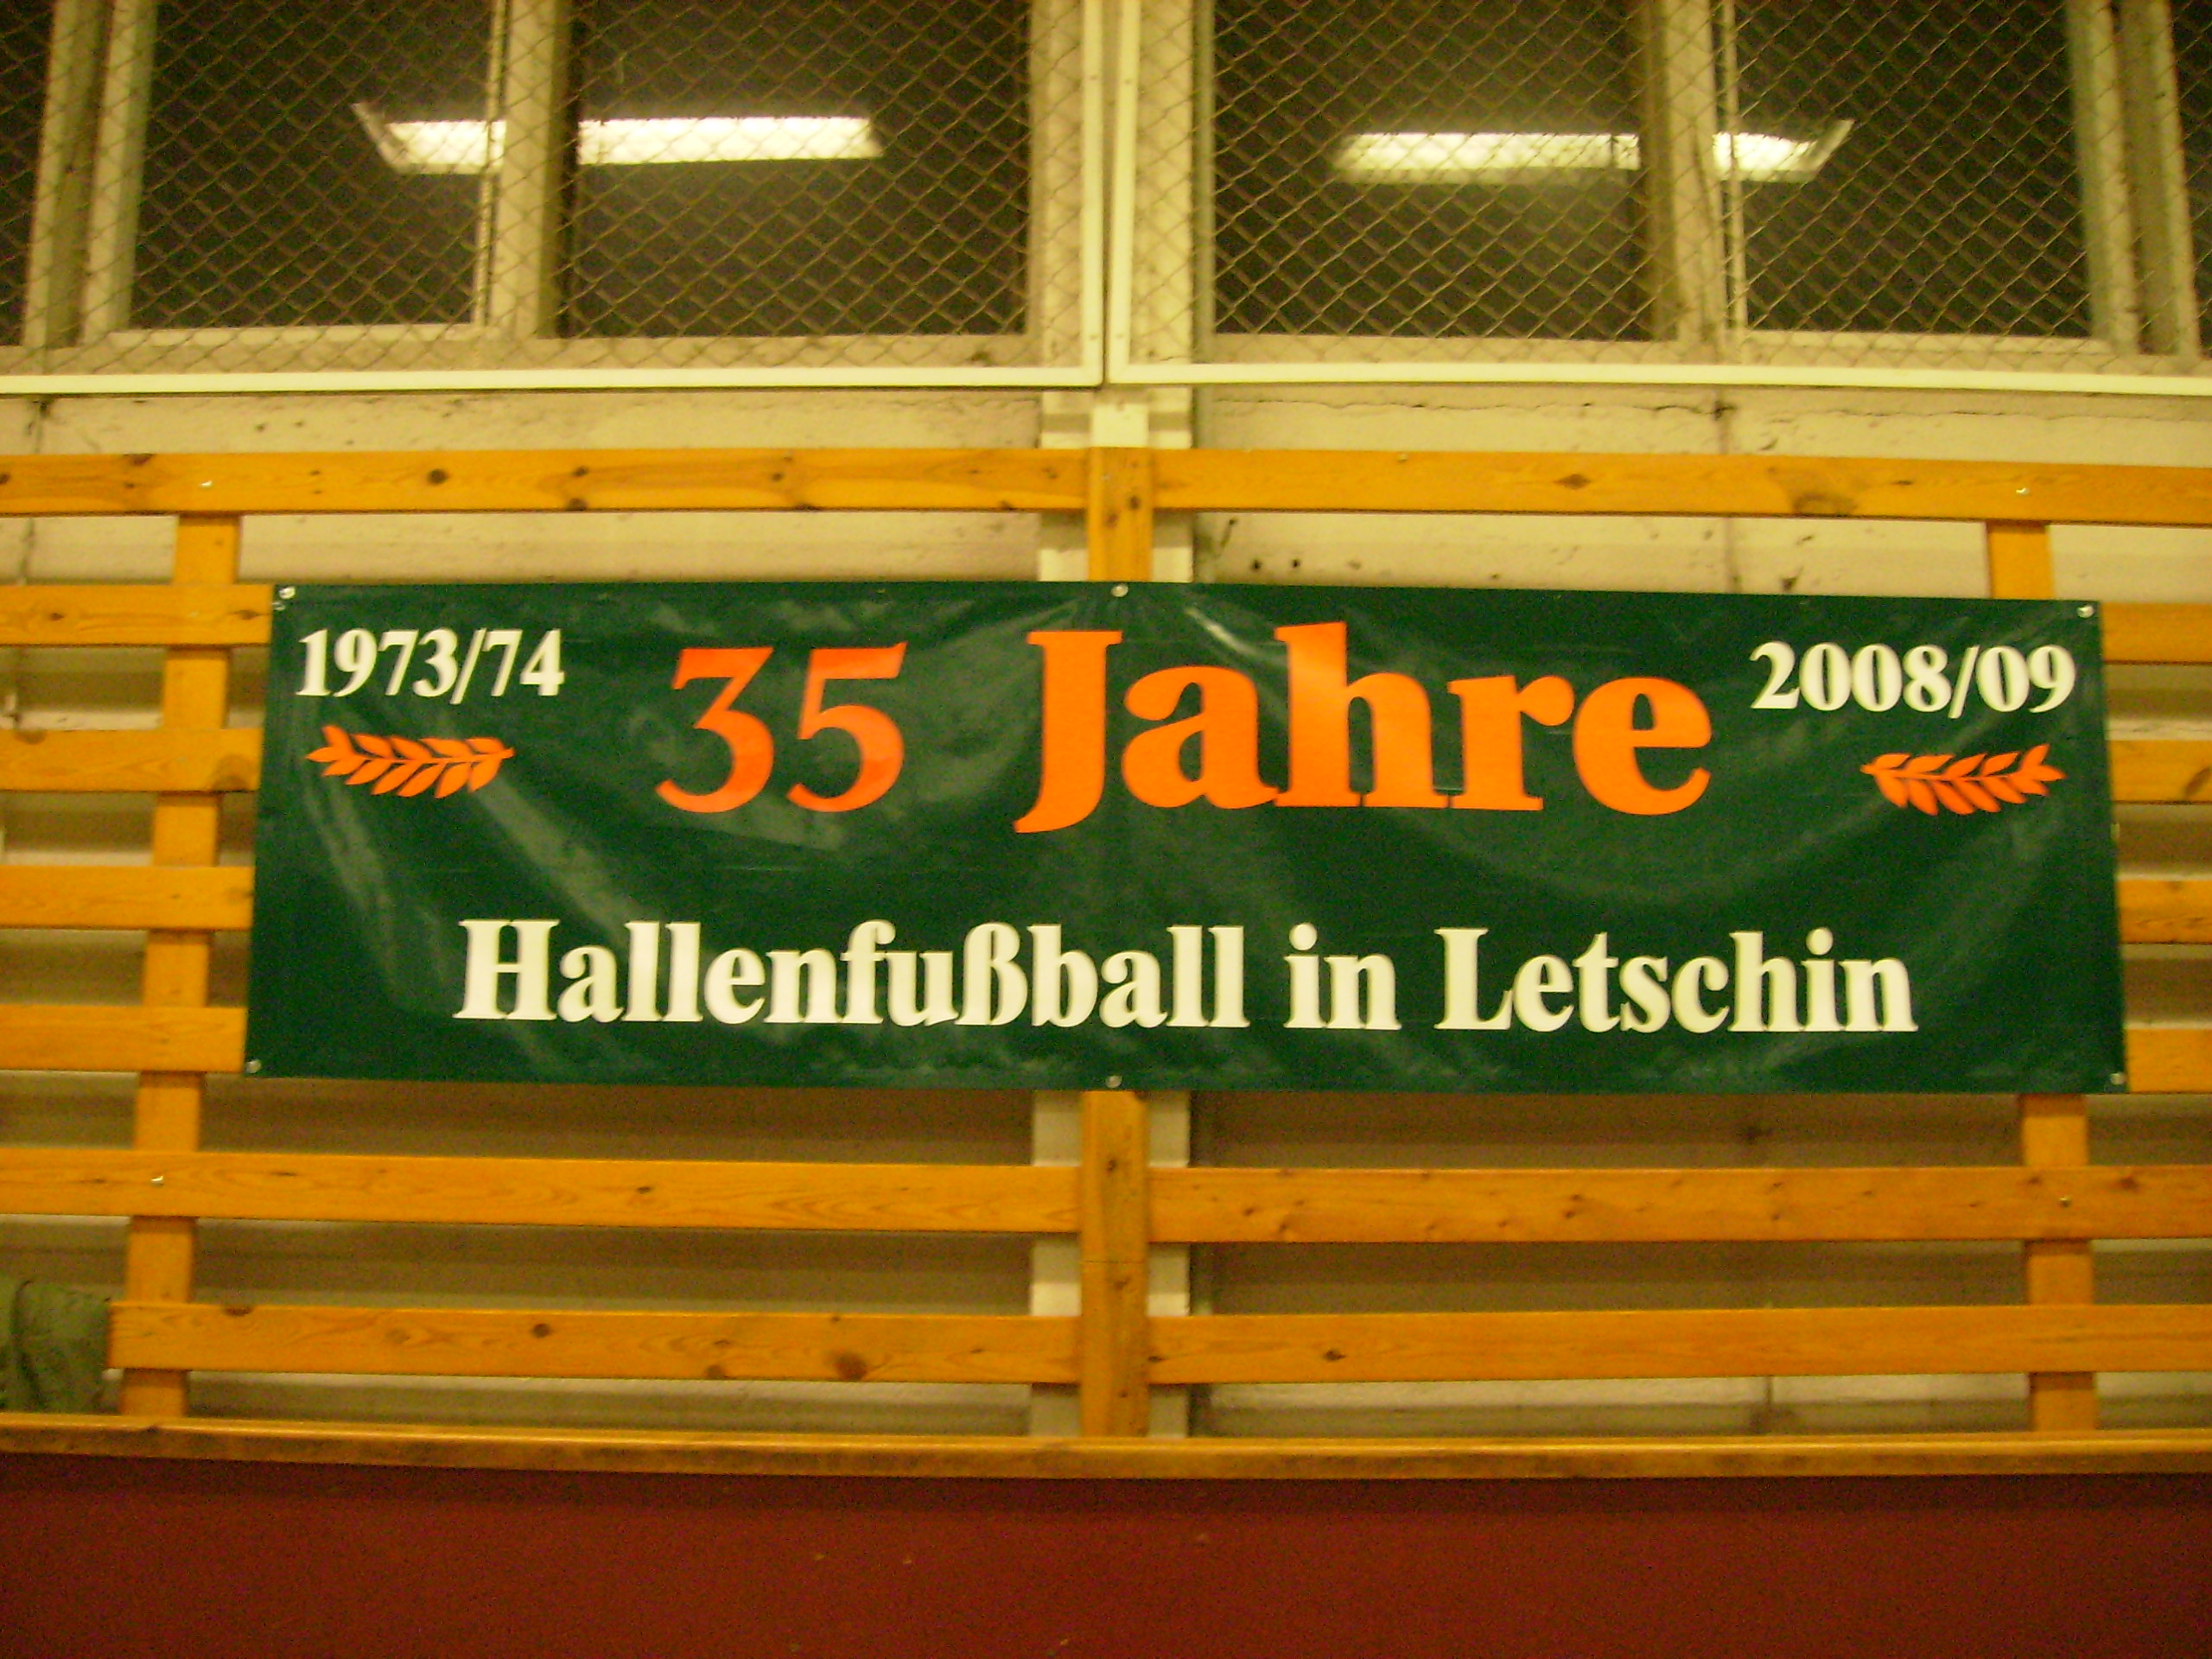 1973/74 35 Jahre 2008/09
Hallenfußball in Letschin